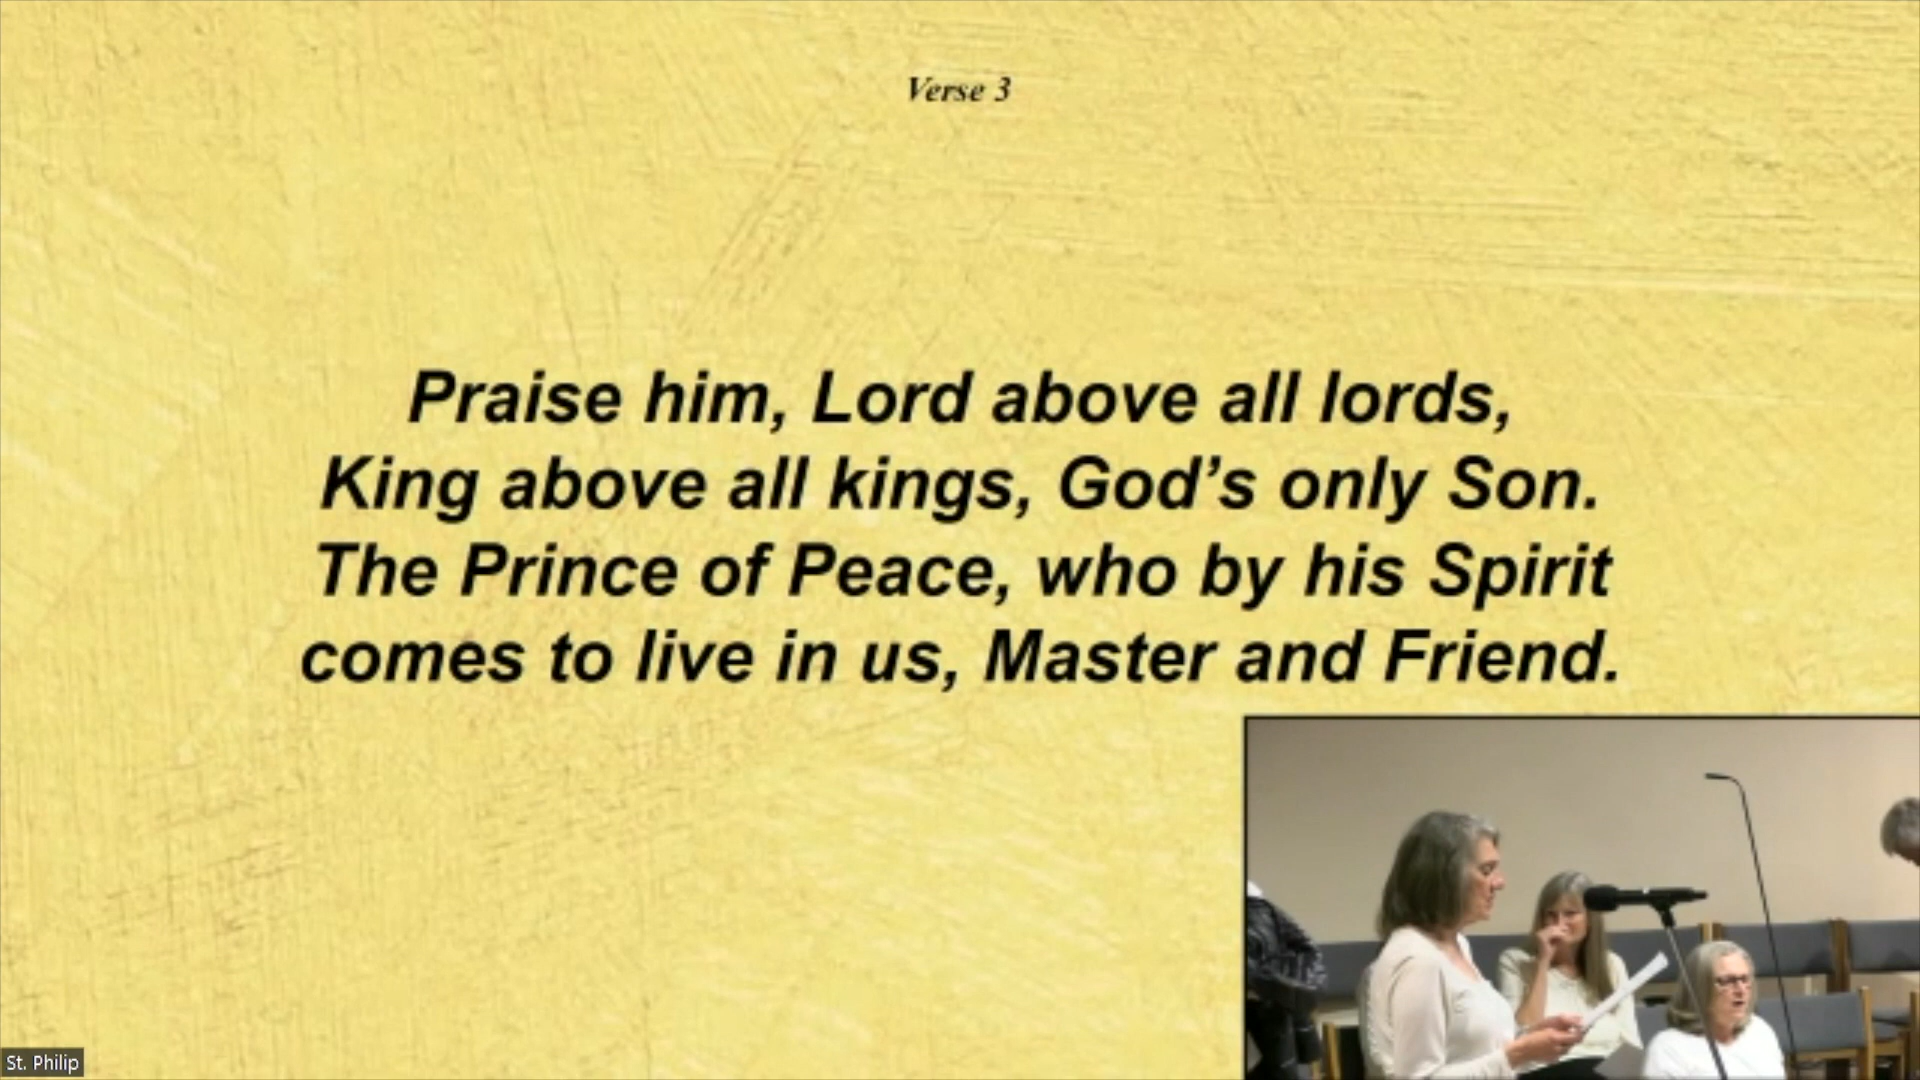 Verse 3
Praise him, Lord above all lords,
King above all kings, God’s only Son.
The Prince of Peace, who by his Spirit
comes to live in us, Master and Friend.
St. Philip